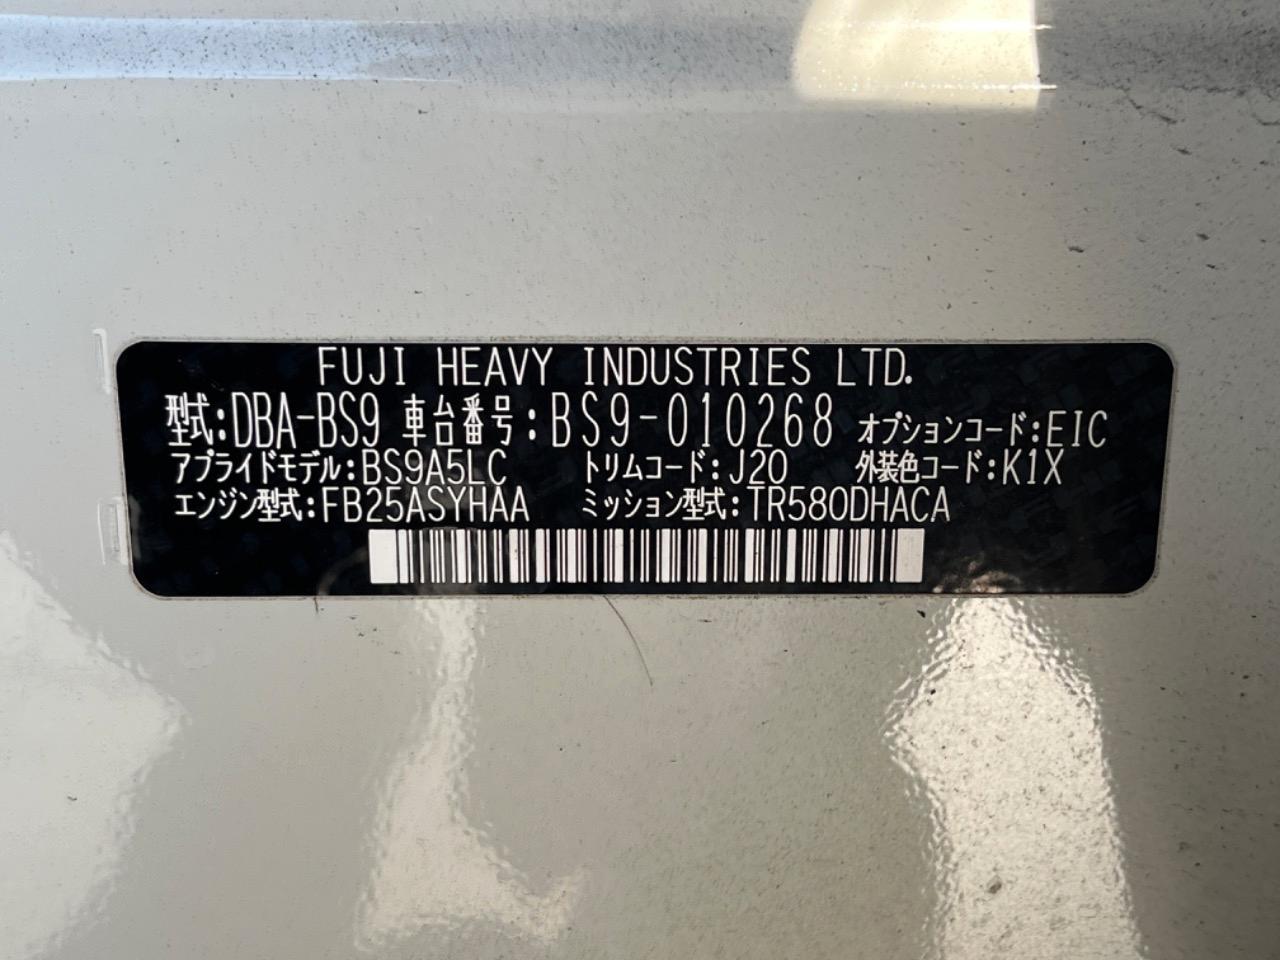 FUJI HEAVY INDUSTRIES LTD.
型式:DBA-BS9 車台番号:BS9-010268 オプションコード:EIC
アプライドモデル:BS9A5LC トリムコード:J20 外装色コード:K1X
エンジン型式:FB25ASYHAA ミッション型式:TR580DHACA